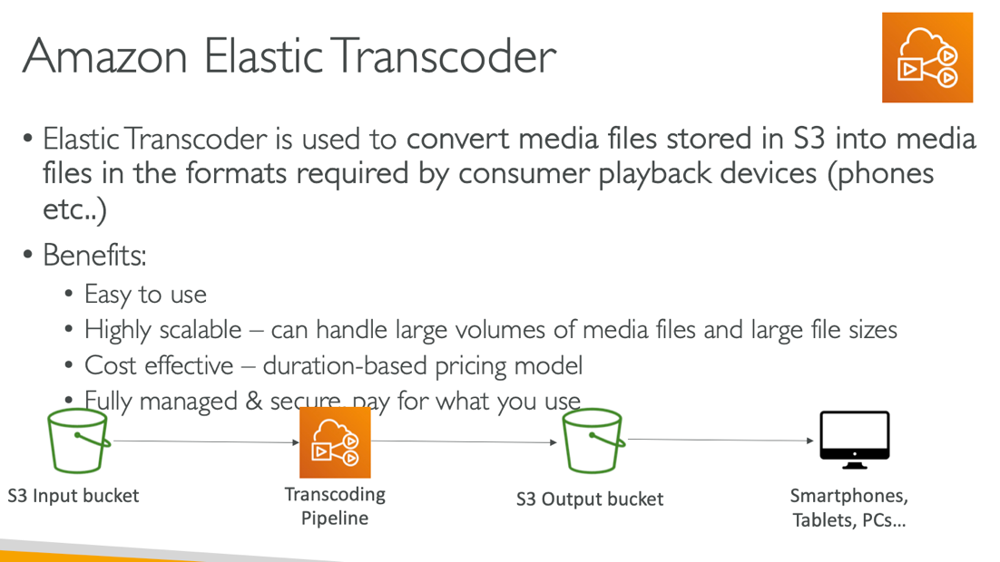 Amazon Elastic Transcoder
• Elastic Transcoder is used to convert media files stored in S3 into media
files in the formats required by consumer playback devices (phones
etc..)
• Benefits:
• Easy to use
• Highly scalable – can handle large volumes of media files and large file sizes
• Cost effective – duration-based pricing model
• Fully managed & secure, pay for what you use
S3 Input bucket
Transcoding
Pipeline
S3 Output bucket
Smartphones,
Tablets, PCs...